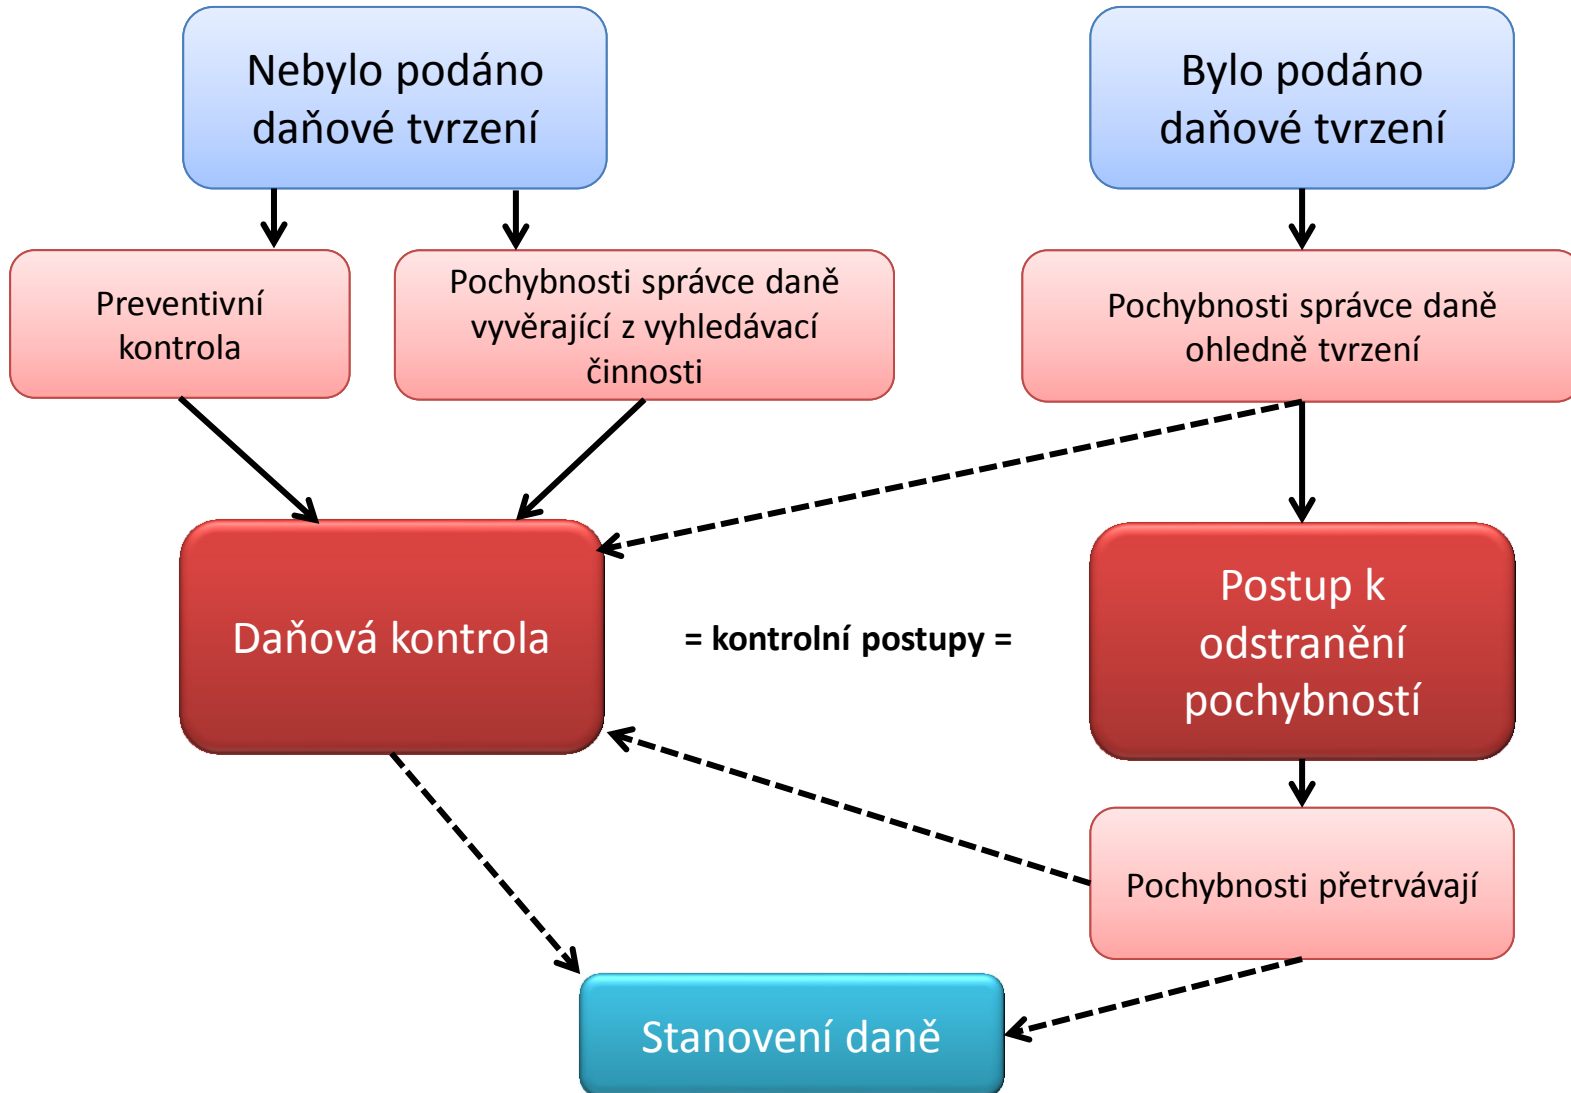 Nebylo podáno
daňové tvrzení
Bylo podáno
daňové tvrzení
Preventivní
kontrola
Pochybnosti správce daně
vyvěrající z vyhledávací
činnosti
Pochybnosti správce daně
ohledně tvrzení
Daňová kontrola
= kontrolní postupy =
Postup k
odstranění
pochybností
Pochybnosti přetrvávají
Stanovení daně